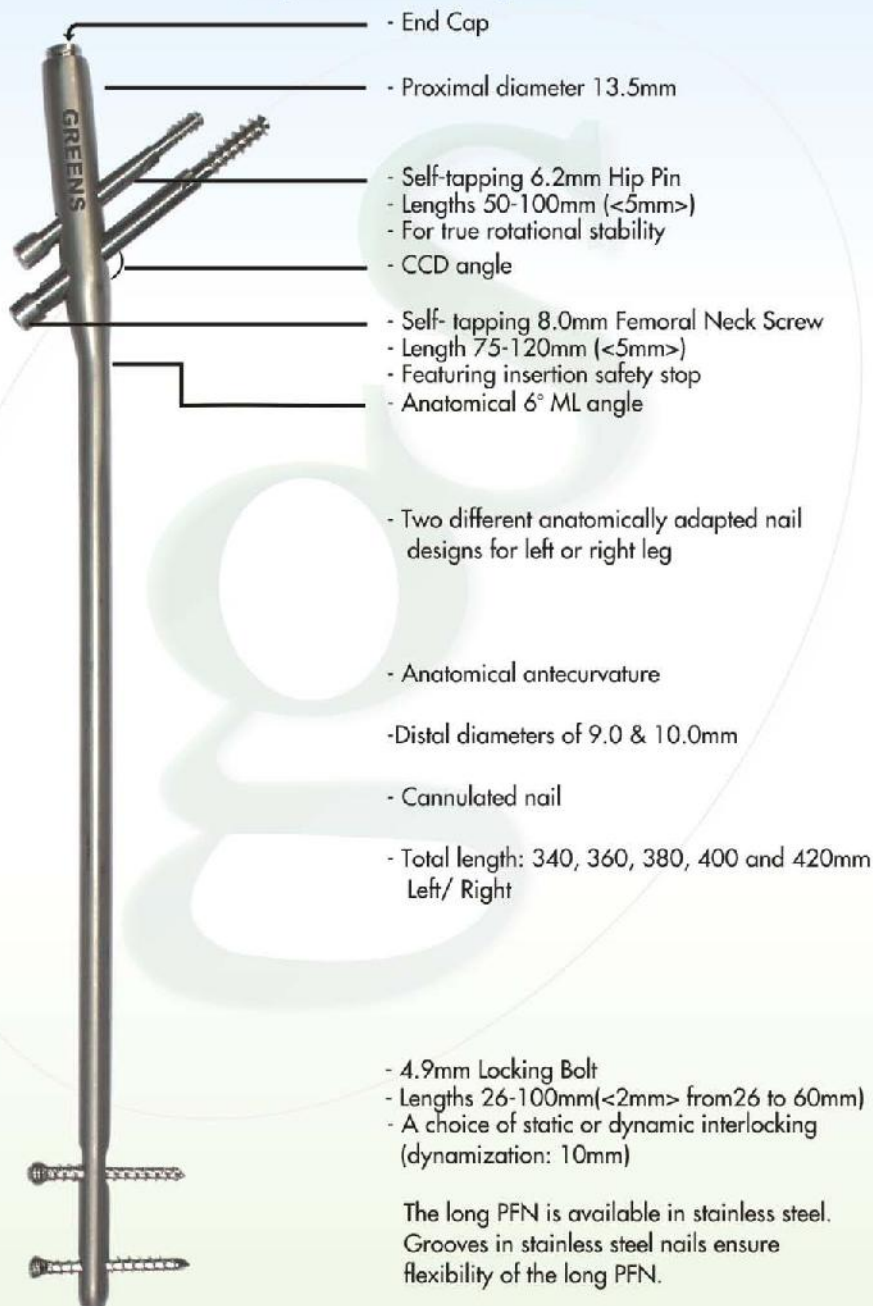 - End Cap
- Proximal diameter 13.5mm
GREENS
- Self-tapping 6.2mm Hip Pin
- Lengths 50-100mm (<5mm>)
- For true rotational stability
- CCD angle
- Self- tapping 8.0mm Femoral Neck Screw
- Length 75-120mm (<5mm>)
- Featuring insertion safety stop
- Anatomical 6° ML angle
- Two different anatomically adapted nail
designs for left or right leg
- Anatomical antecurvature
-Distal diameters of 9.0 & 10.0mm
- Cannulated nail
- Total length: 340, 360, 380, 400 and 420mm
Left/ Right
- 4.9mm Locking Bolt
- Lengths 26-100mm(<2mm> from26 to 60mm)
- A choice of static or dynamic interlocking
(dynamization: 10mm)
The long PFN is available in stainless steel.
Grooves in stainless steel nails ensure
flexibility of the long PFN.
gs